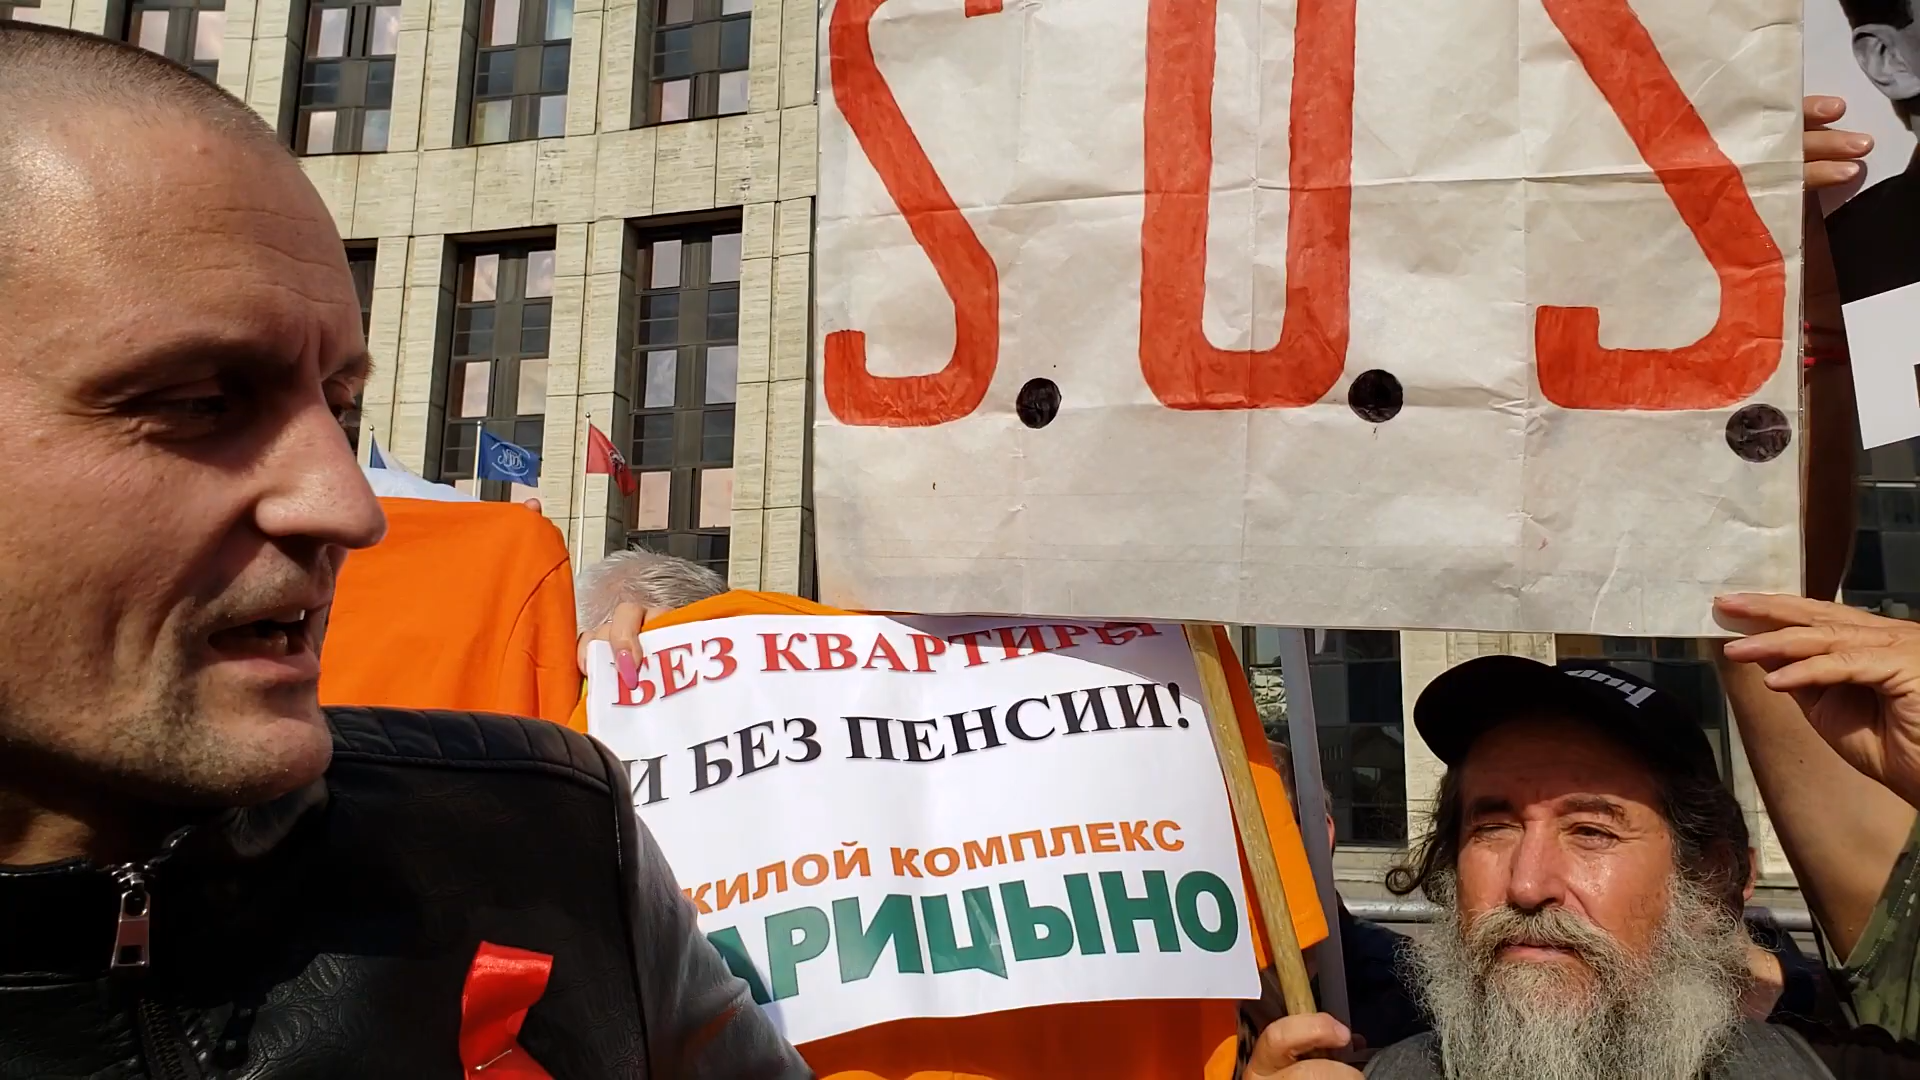 S.O.S.
БЕЗ КВАРТИРЫ
И БЕЗ ПЕНСИИ!
ЖИЛОЙ КОМПЛЕКС
ЦАРИЦЫНО